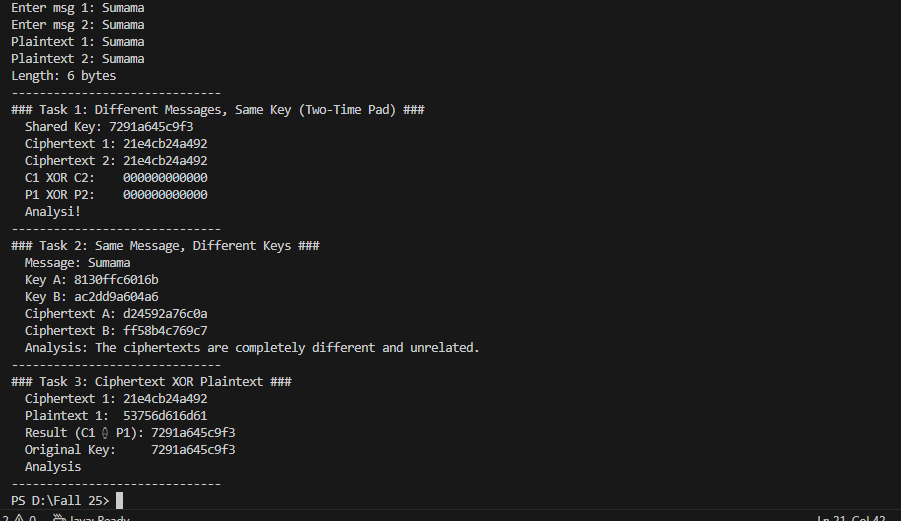 Enter msg 1: Sumama
Enter msg 2: Sumama
Plaintext 1: Sumama
Plaintext 2: Sumama
Length: 6 bytes
------------------------------
### Task 1: Different Messages, Same Key (Two-Time Pad) ###
Shared Key: 7291a645c9f3
Ciphertext 1: 21e4cb24a492
Ciphertext 2: 21e4cb24a492
C1 XOR C2: 000000000000
P1 XOR P2: 000000000000
Analysi!
------------------------------
### Task 2: Same Message, Different Keys ###
Message: Sumama
Key A: 8130ffc6016b
Key B: ac2dd9a604a6
Ciphertext A: d24592a76c0a
Ciphertext B: ff58b4c769c7
Analysis: The ciphertexts are completely different and unrelated.
------------------------------
### Task 3: Ciphertext XOR Plaintext ###
Ciphertext 1: 21e4cb24a492
Plaintext 1: 53756d616d61
Result (C1 P1): 7291a645c9f3
Original Key: 7291a645c9f3
Analysis
------------------------------
PS D:\Fall 25>